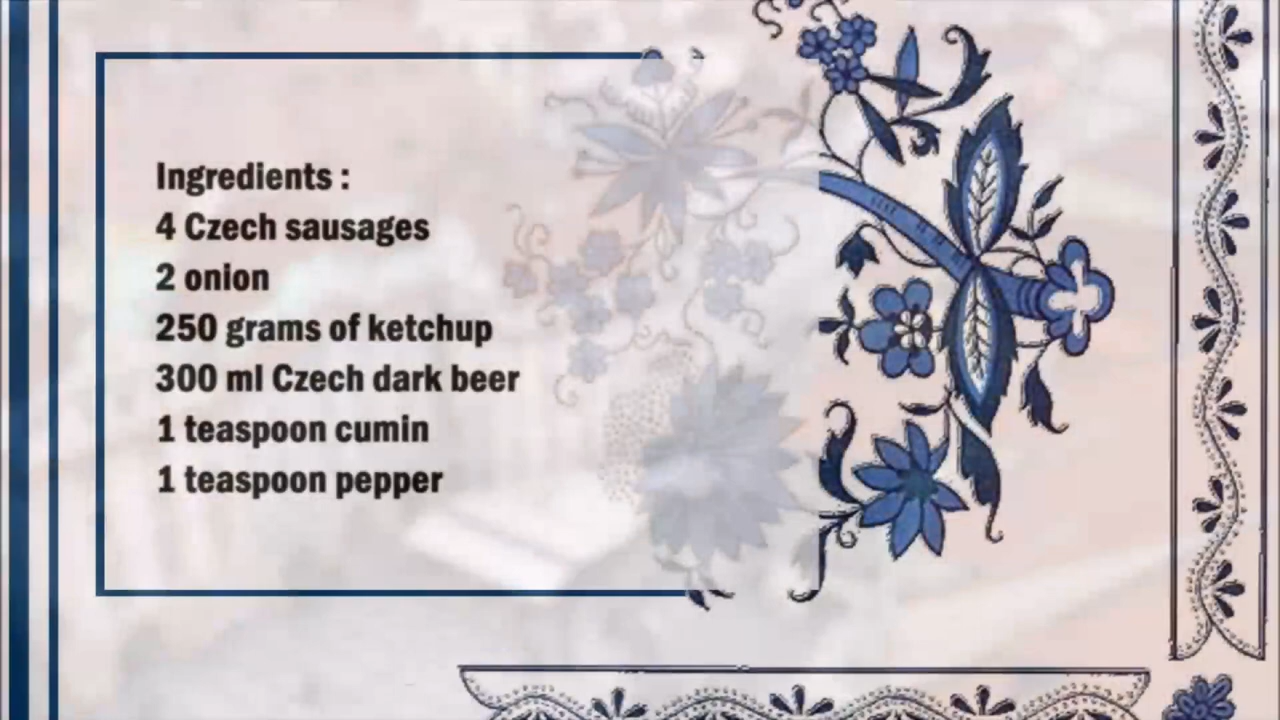 Ingredients :
4 Czech sausages
2 onion
250 grams of ketchup
300 ml Czech dark beer
1 teaspoon cumin
1 teaspoon pepper